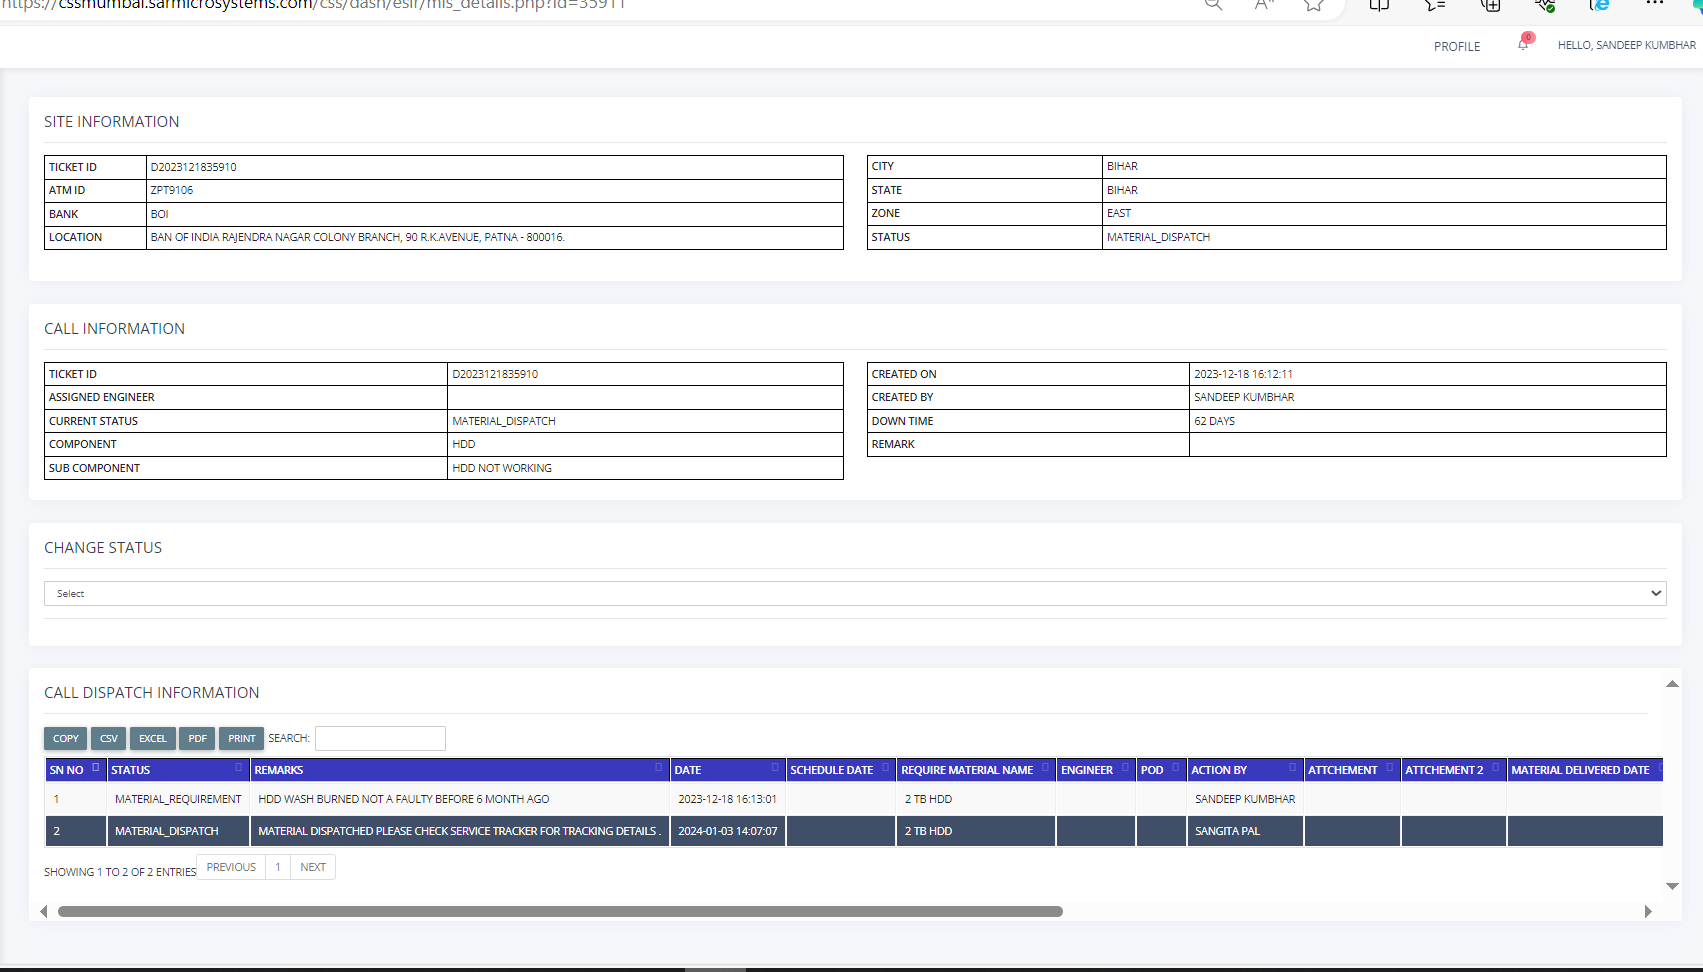 https://cssmumbai.sarmicrosystems.com/css/dash/esir/mis_details.php?id=35911
PROFILE
0
HELLO, SANDEEP KUMBHAR
SITE INFORMATION
TICKET ID D2023121835910
ATM ID ZPT9106
BANK BOI
LOCATION BAN OF INDIA RAJENDRA NAGAR COLONY BRANCH, 90 R.K.AVENUE, PATNA - 800016.
CITY BIHAR
STATE BIHAR
ZONE EAST
STATUS MATERIAL_DISPATCH
CALL INFORMATION
TICKET ID D2023121835910
ASSIGNED ENGINEER
CURRENT STATUS MATERIAL_DISPATCH
COMPONENT HDD
SUB COMPONENT HDD NOT WORKING
CREATED ON 2023-12-18 16:12:11
CREATED BY SANDEEP KUMBHAR
DOWN TIME 62 DAYS
REMARK
CHANGE STATUS
Select
CALL DISPATCH INFORMATION
COPY CSV EXCEL PDF PRINT SEARCH:
SN NO STATUS REMARKS DATE SCHEDULE DATE REQUIRE MATERIAL NAME ENGINEER POD ACTION BY ATTCHEMENT ATTCHEMENT 2 MATERIAL DELIVERED DATE
1 MATERIAL_REQUIREMENT HDD WASH BURNED NOT A FAULTY BEFORE 6 MONTH AGO 2023-12-18 16:13:01 2 TB HDD SANDEEP KUMBHAR
2 MATERIAL_DISPATCH MATERIAL DISPATCHED PLEASE CHECK SERVICE TRACKER FOR TRACKING DETAILS . 2024-01-03 14:07:07 2 TB HDD SANGITA PAL
SHOWING 1 TO 2 OF 2 ENTRIES PREVIOUS 1 NEXT